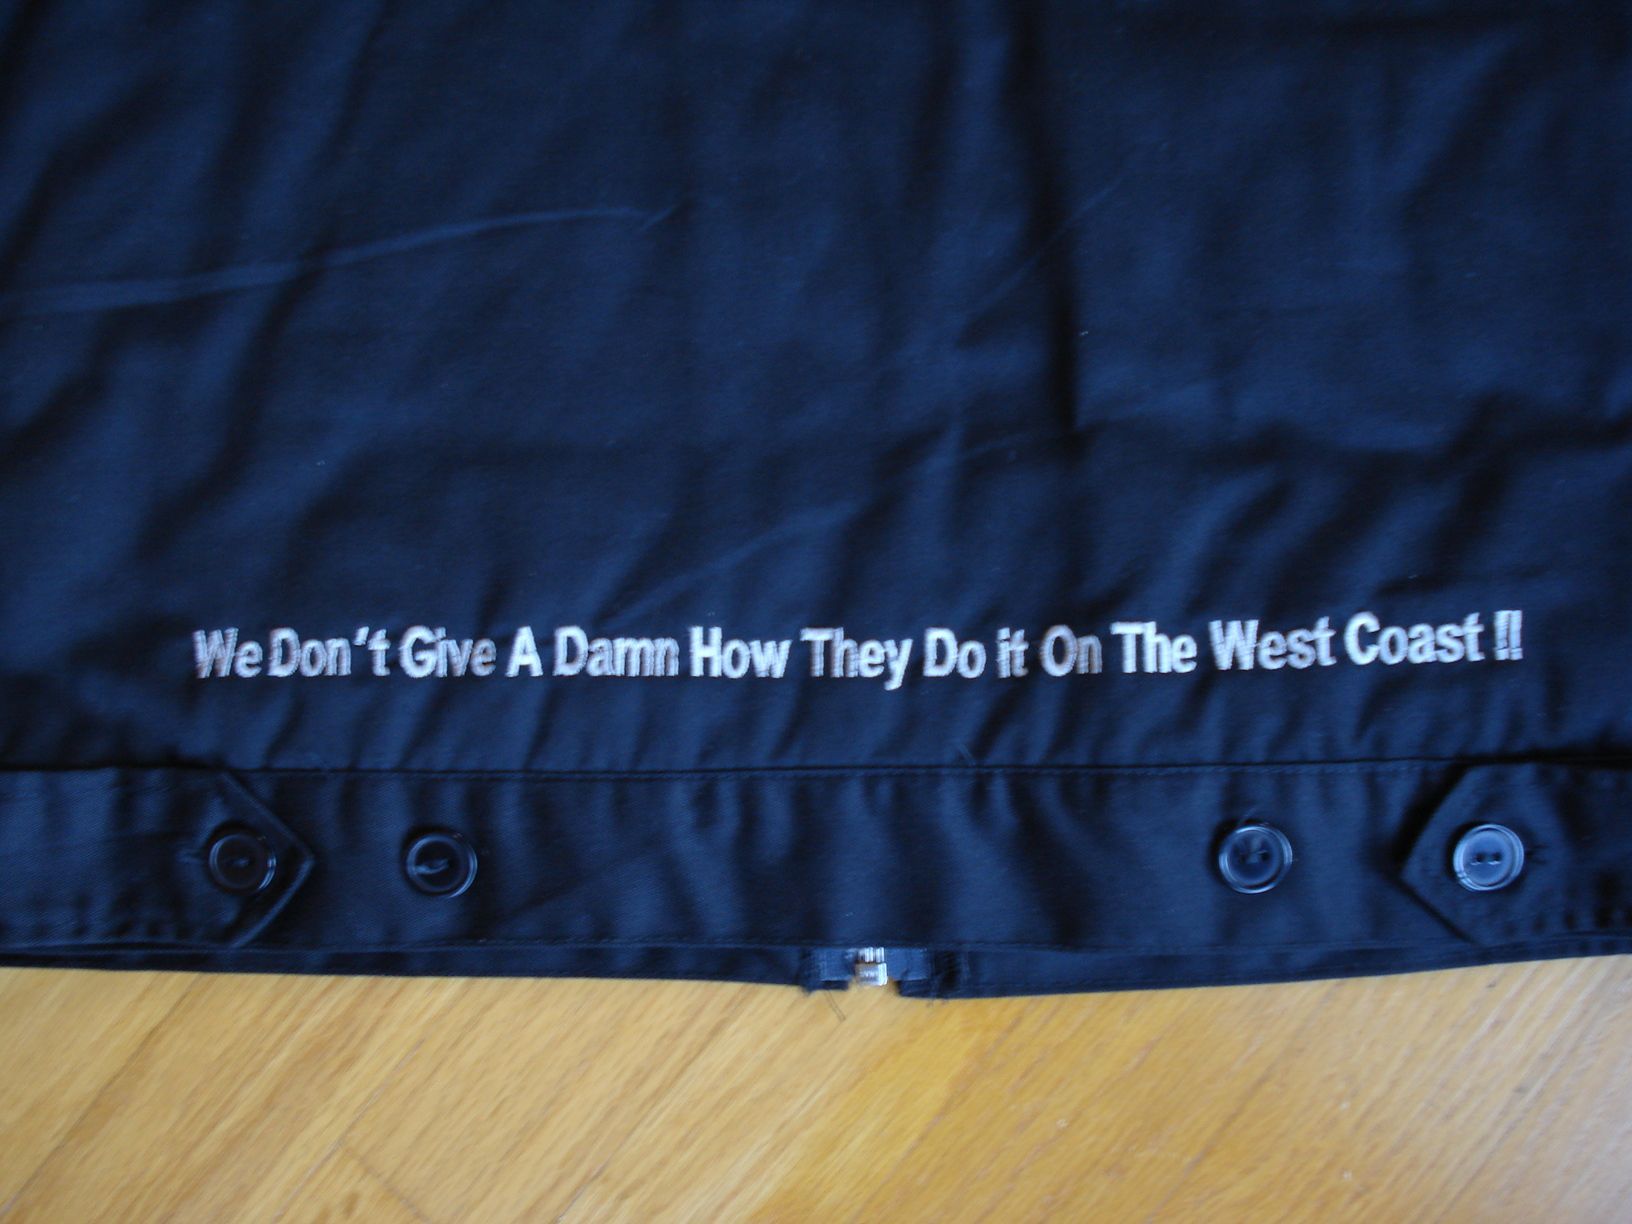 We Don't Give A Damn How They Do it On The West Coast !!